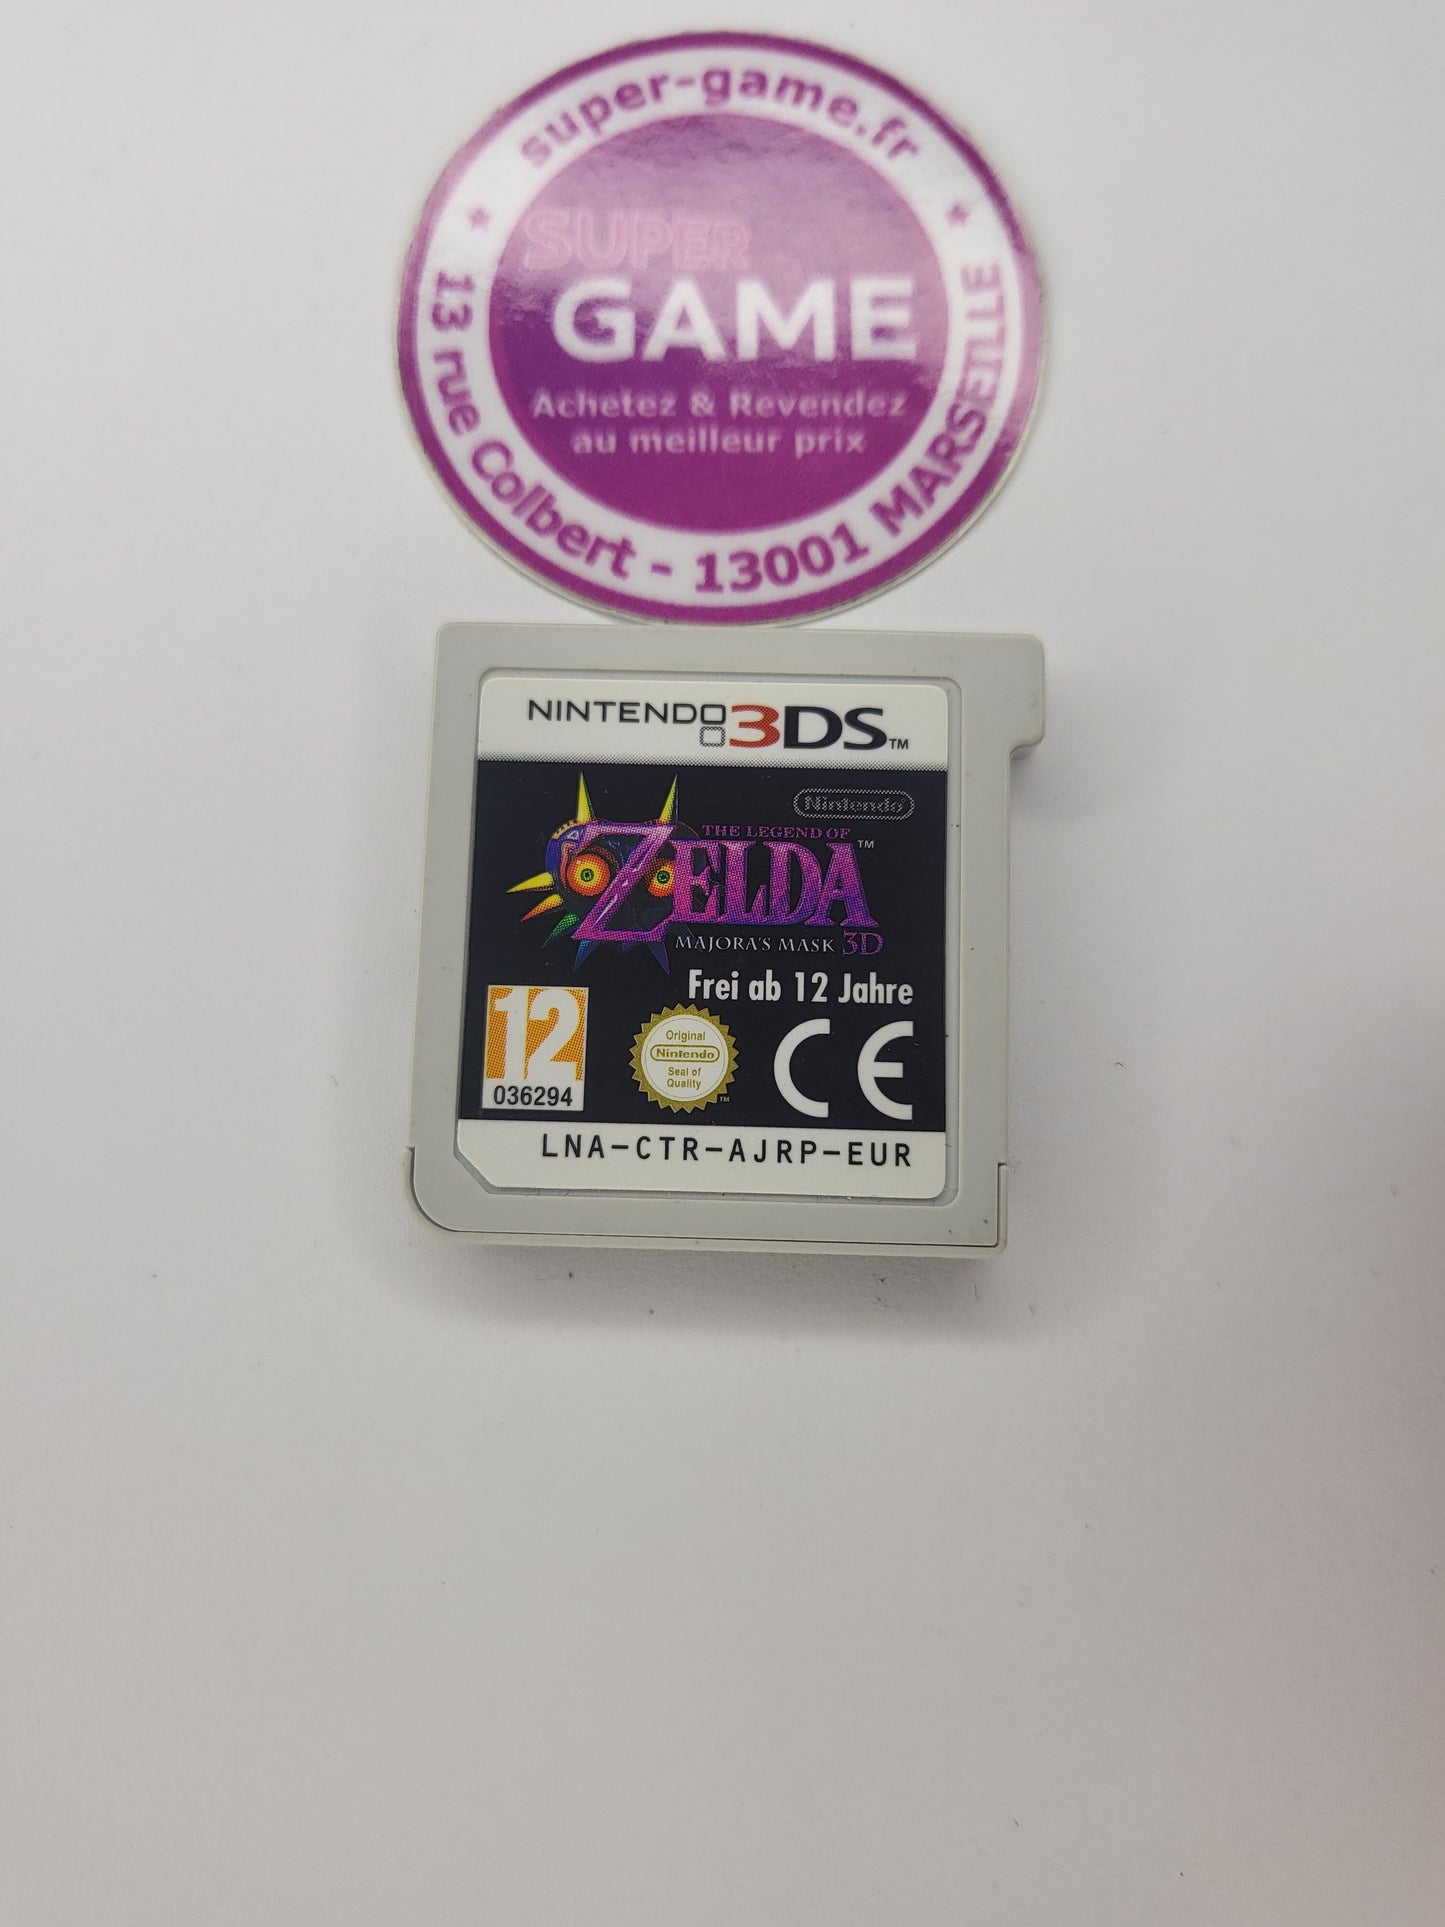 super-game.fr
SUPER
GAME
Achetez & Revendez
au meilleur prix
13 rue Colbert - 13001 MARSEILLE
NINTENDO 3DS™
Nintendo®
THE LEGEND OF
ZELDA™
MAJORA'S MASK 3D
Frei ab 12 Jahre
12
036294
Original
Nintendo
Seal of
Quality
™
CE
LNA-CTR-AJRP-EUR